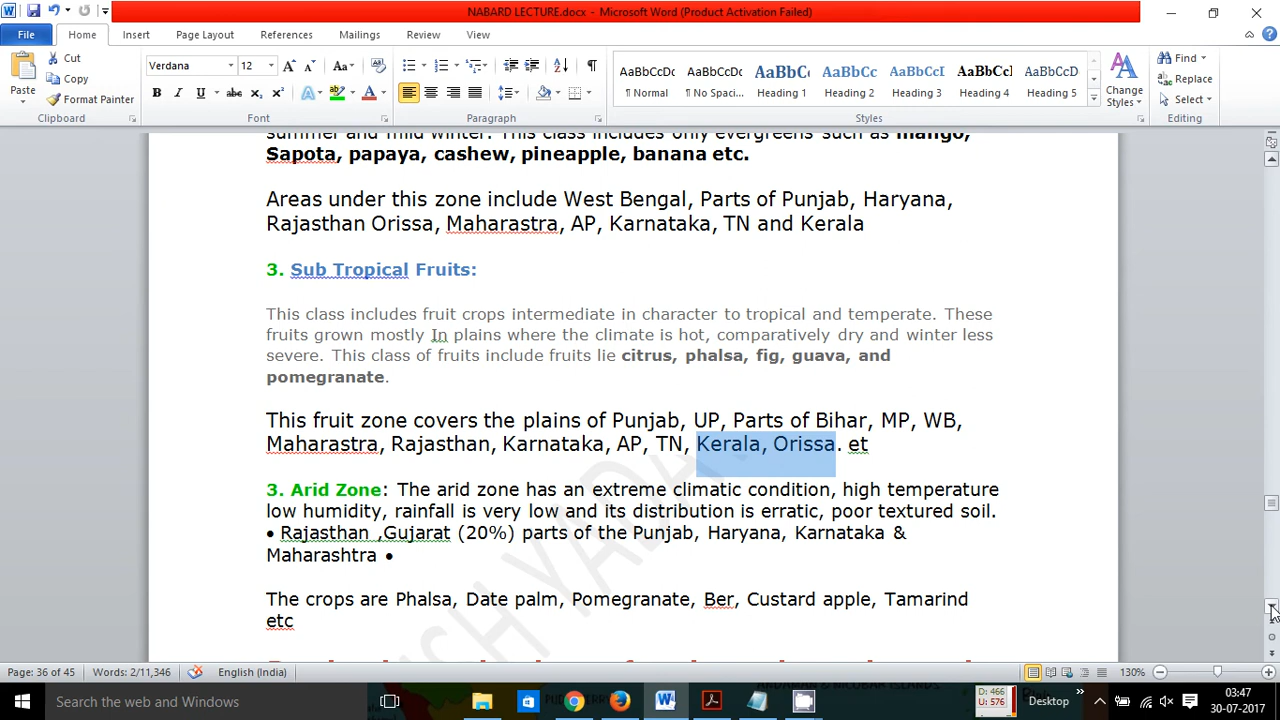 NABARD LECTURE.docx - Microsoft Word (Product Activation Failed)
File Home Insert Page Layout References Mailings Review View
Paste Cut Copy Format Painter Clipboard
Verdana 12 Font
Paragraph
AaBbCcDc AaBbCcDc AaBbCc AaBbCc AaBbCcI AaBbCcI AaBbCcDc
¶ Normal ¶ No Spaci... Heading 1 Heading 2 Heading 3 Heading 4 Heading 5
Change Styles Styles
Find Replace Select Editing
summer and mild winter. This class includes only evergreens such as mango,
Sapota, papaya, cashew, pineapple, banana etc.
Areas under this zone include West Bengal, Parts of Punjab, Haryana,
Rajasthan Orissa, Maharastra, AP, Karnataka, TN and Kerala
3. Sub Tropical Fruits:
This class includes fruit crops intermediate in character to tropical and temperate. These
fruits grown mostly In plains where the climate is hot, comparatively dry and winter less
severe. This class of fruits include fruits lie citrus, phalsa, fig, guava, and
pomegranate.
This fruit zone covers the plains of Punjab, UP, Parts of Bihar, MP, WB,
Maharastra, Rajasthan, Karnataka, AP, TN, Kerala, Orissa. et
3. Arid Zone: The arid zone has an extreme climatic condition, high temperature
low humidity, rainfall is very low and its distribution is erratic, poor textured soil.
• Rajasthan ,Gujarat (20%) parts of the Punjab, Haryana, Karnataka &
Maharashtra •
The crops are Phalsa, Date palm, Pomegranate, Ber, Custard apple, Tamarind
etc
Page: 36 of 45 Words: 2/11,346 English (India) 130%
Search the web and Windows
D: 466
U: 576
Desktop
03:47
30-07-2017